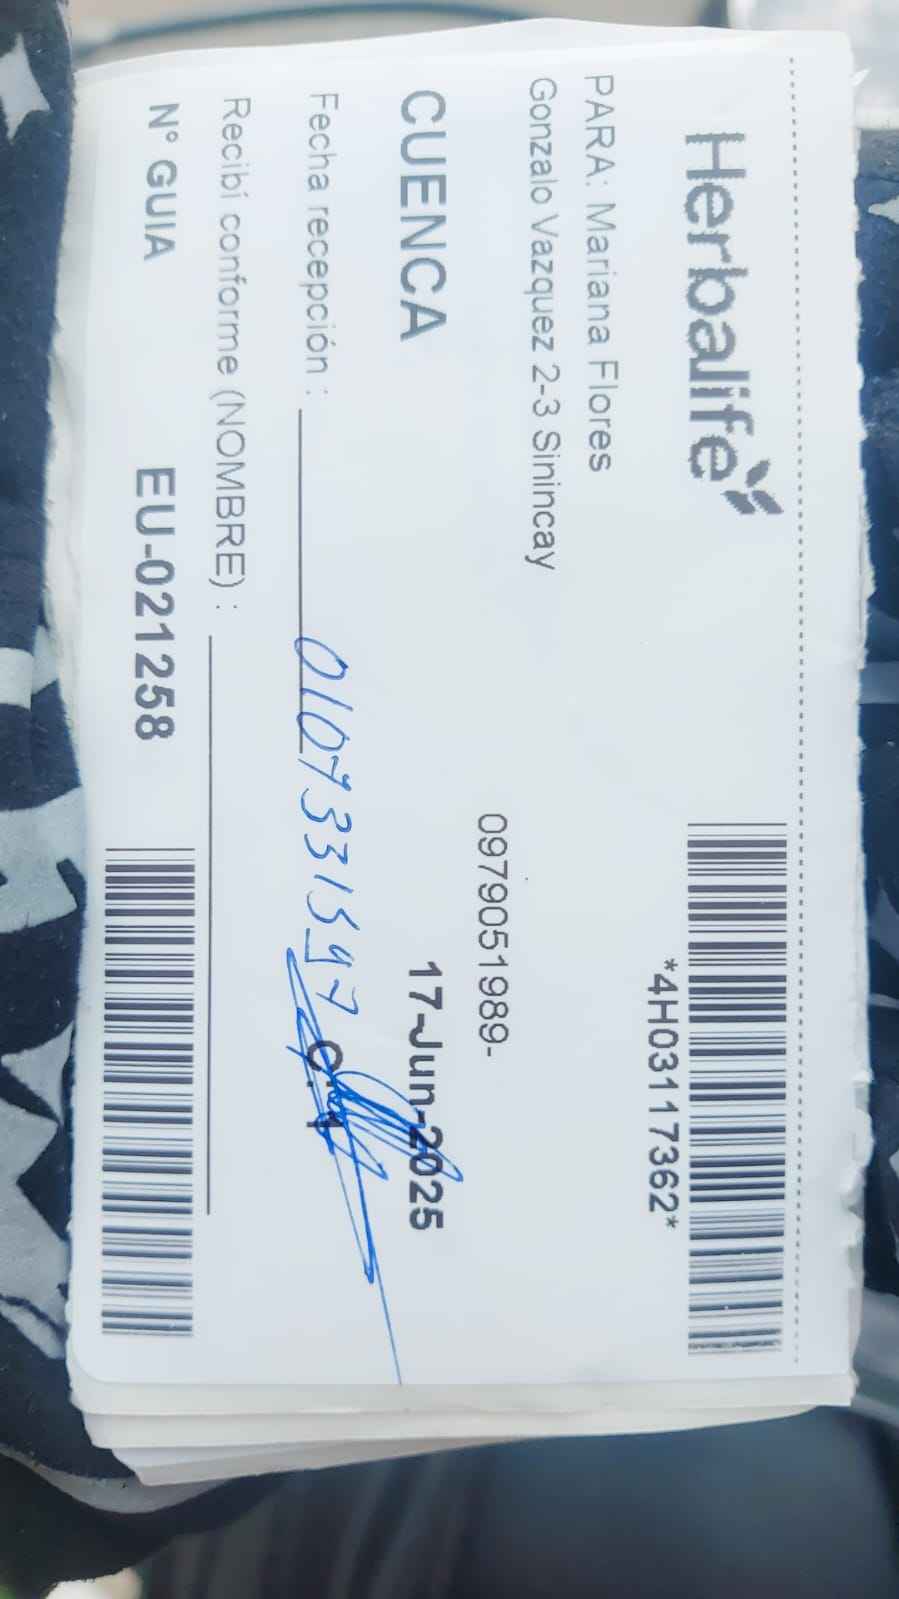 Herbalife
*4H03117362*
PARA: Mariana Flores
Gonzalo Vazquez 2-3 Sinincay
0979051989-
CUENCA 17-Jun-2025
Fecha recepción :
0107331597
Recibí conforme (NOMBRE) :
N° GUIA EU-021258